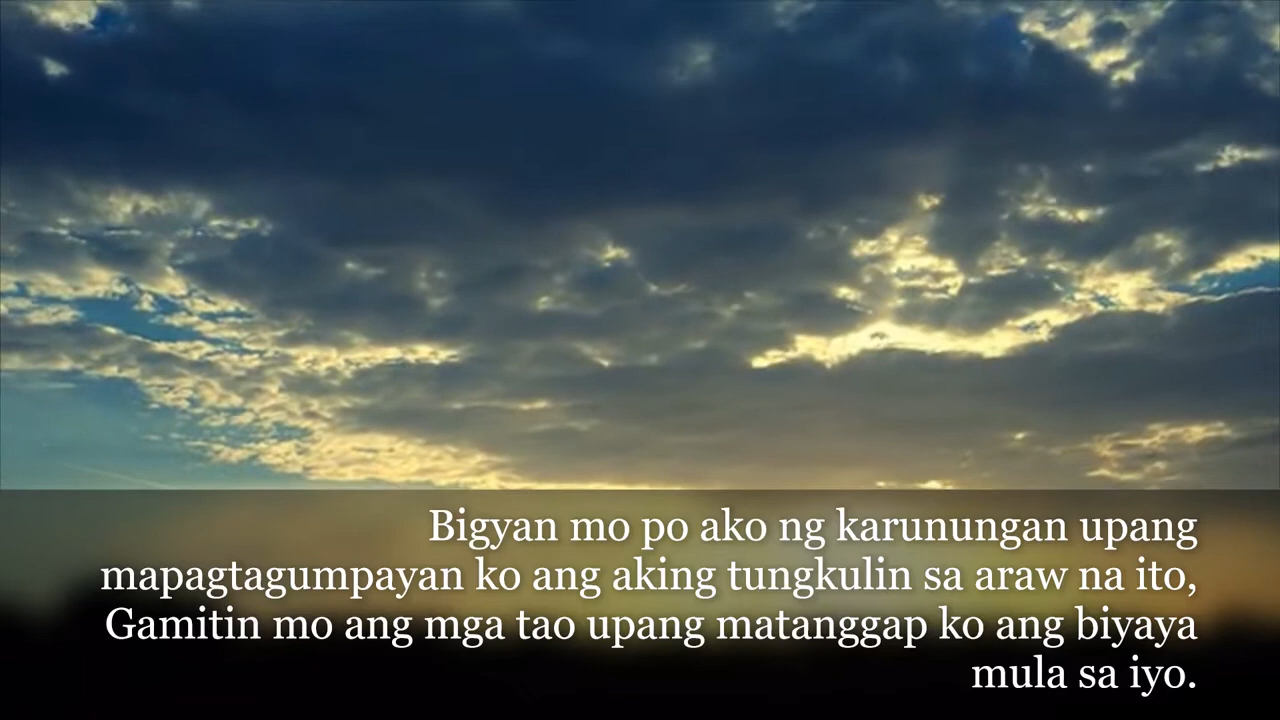 Bigyan mo po ako ng karunungan upang
mapagtagumpayan ko ang aking tungkulin sa araw na ito,
Gamitin mo ang mga tao upang matanggap ko ang biyaya
mula sa iyo.